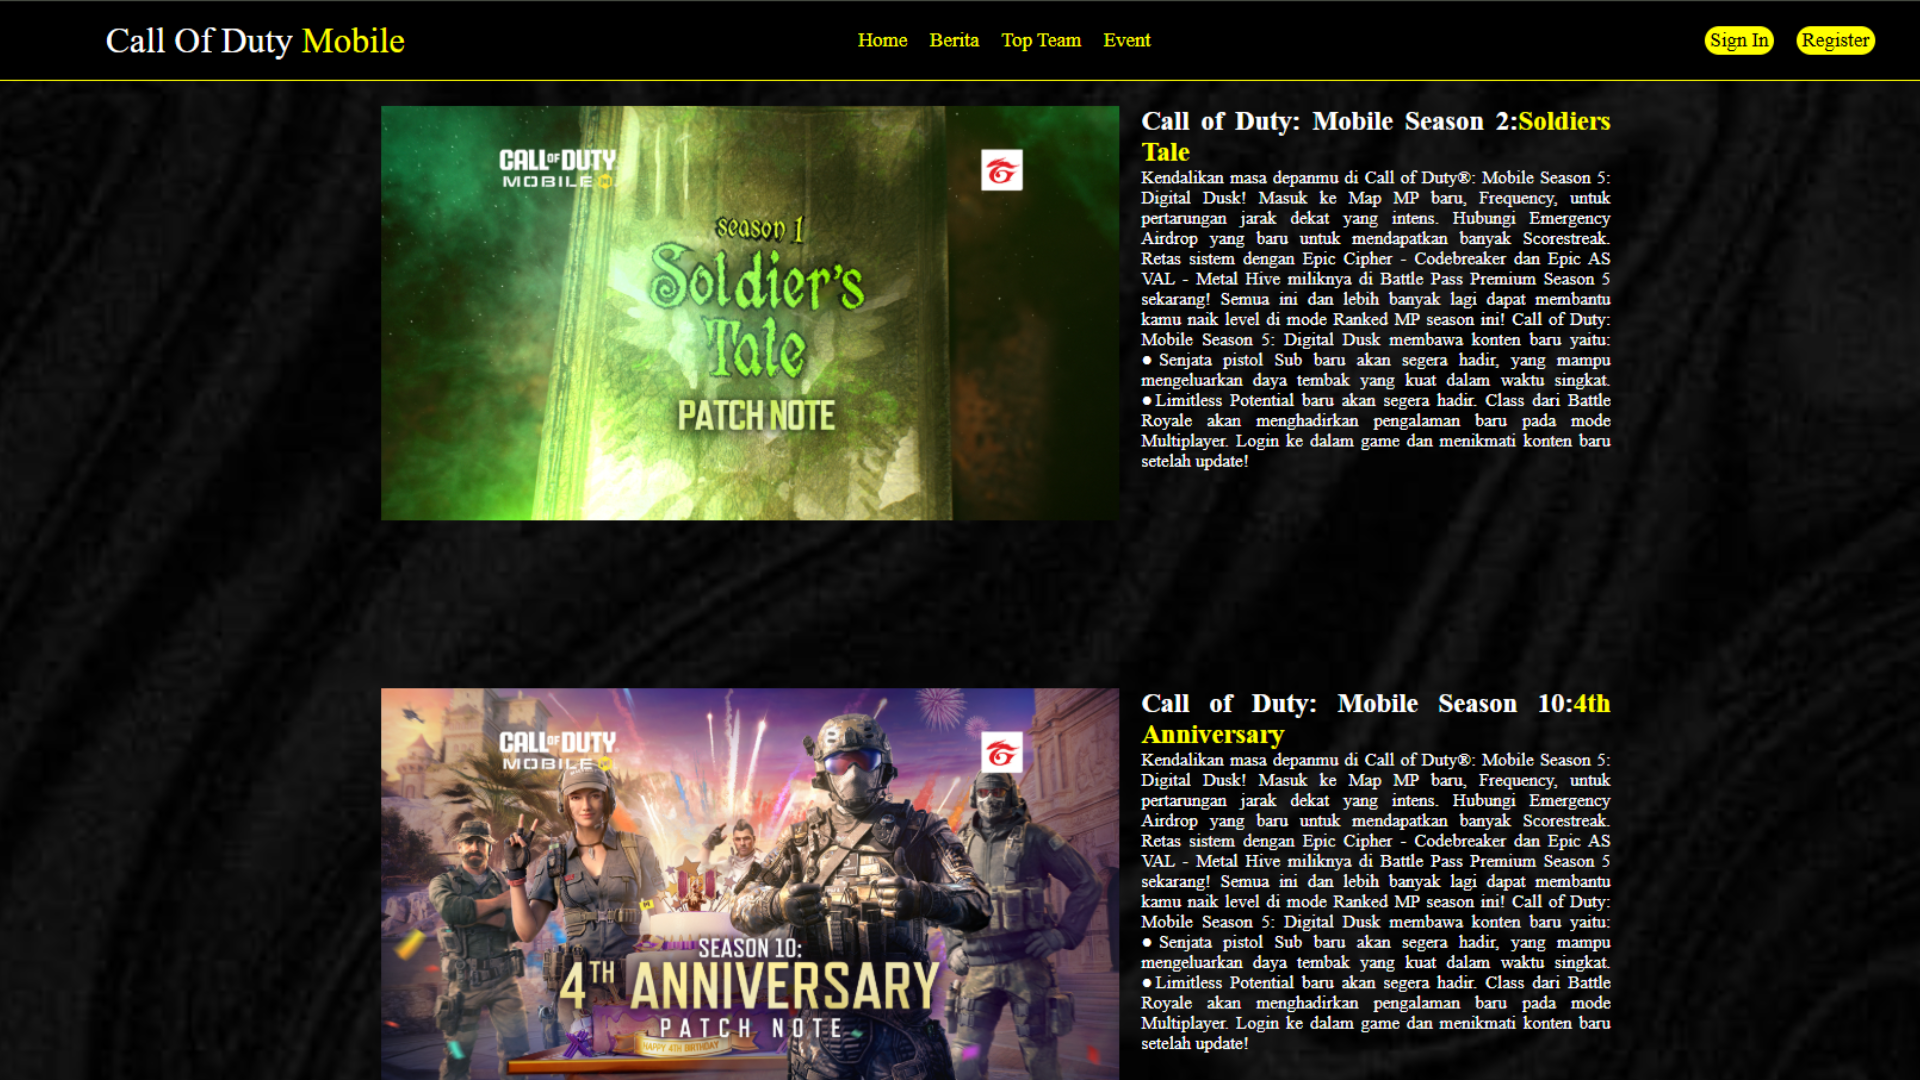 Call Of Duty Mobile
Home Berita Top Team Event
Sign In Register
CALL OF DUTY
MOBILE
season 1
Soldier's
Tale
PATCH NOTE
Call of Duty: Mobile Season 2:Soldiers
Tale
Kendalikan masa depanmu di Call of Duty®: Mobile Season 5:
Digital Dusk! Masuk ke Map MP baru, Frequency, untuk
pertarungan jarak dekat yang intens. Hubungi Emergency
Airdrop yang baru untuk mendapatkan banyak Scorestreak.
Retas sistem dengan Epic Cipher - Codebreaker dan Epic AS
VAL - Metal Hive miliknya di Battle Pass Premium Season 5
sekarang! Semua ini dan lebih banyak lagi dapat membantu
kamu naik level di mode Ranked MP season ini! Call of Duty:
Mobile Season 5: Digital Dusk membawa konten baru yaitu:
● Senjata pistol Sub baru akan segera hadir, yang mampu
mengeluarkan daya tembak yang kuat dalam waktu singkat.
●Limitless Potential baru akan segera hadir. Class dari Battle
Royale akan menghadirkan pengalaman baru pada mode
Multiplayer. Login ke dalam game dan menikmati konten baru
setelah update!
CALL OF DUTY
MOBILE
SEASON 10:
4TH ANNIVERSARY
PATCH NOTE
HAPPY 4TH BIRTHDAY
Call of Duty: Mobile Season 10:4th
Anniversary
Kendalikan masa depanmu di Call of Duty®: Mobile Season 5:
Digital Dusk! Masuk ke Map MP baru, Frequency, untuk
pertarungan jarak dekat yang intens. Hubungi Emergency
Airdrop yang baru untuk mendapatkan banyak Scorestreak.
Retas sistem dengan Epic Cipher - Codebreaker dan Epic AS
VAL - Metal Hive miliknya di Battle Pass Premium Season 5
sekarang! Semua ini dan lebih banyak lagi dapat membantu
kamu naik level di mode Ranked MP season ini! Call of Duty:
Mobile Season 5: Digital Dusk membawa konten baru yaitu:
● Senjata pistol Sub baru akan segera hadir, yang mampu
mengeluarkan daya tembak yang kuat dalam waktu singkat.
●Limitless Potential baru akan segera hadir. Class dari Battle
Royale akan menghadirkan pengalaman baru pada mode
Multiplayer. Login ke dalam game dan menikmati konten baru
setelah update!